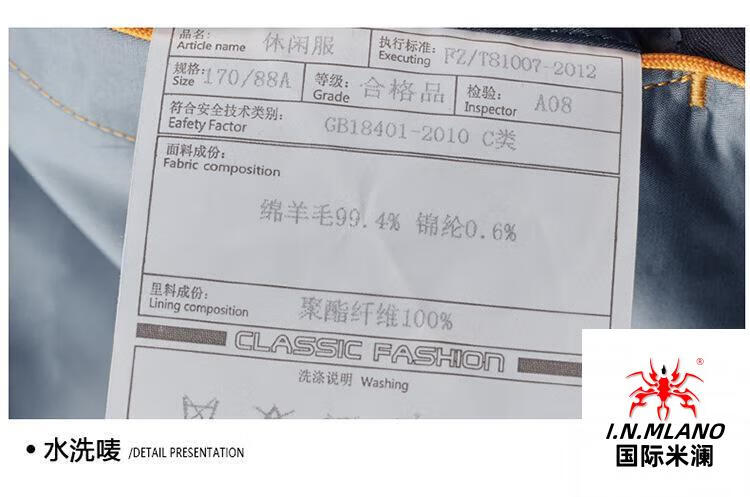 品名:
Article name 休闲服
执行标准:
Executing FZ/T81007-2012
规格:
Size 170/88A
等级:
Grade 合格品
检验:
Inspector A08
符合安全技术类别:
Eafety Factor GB18401-2010 C类
面料成份:
Fabric composition
绵羊毛99.4% 锦纶0.6%
里料成份:
Lining composition 聚酯纤维100%
CLASSIC FASHION
洗涤说明 Washing
®
I.N.MLANO
国际米澜
• 水洗唛 /DETAIL PRESENTATION